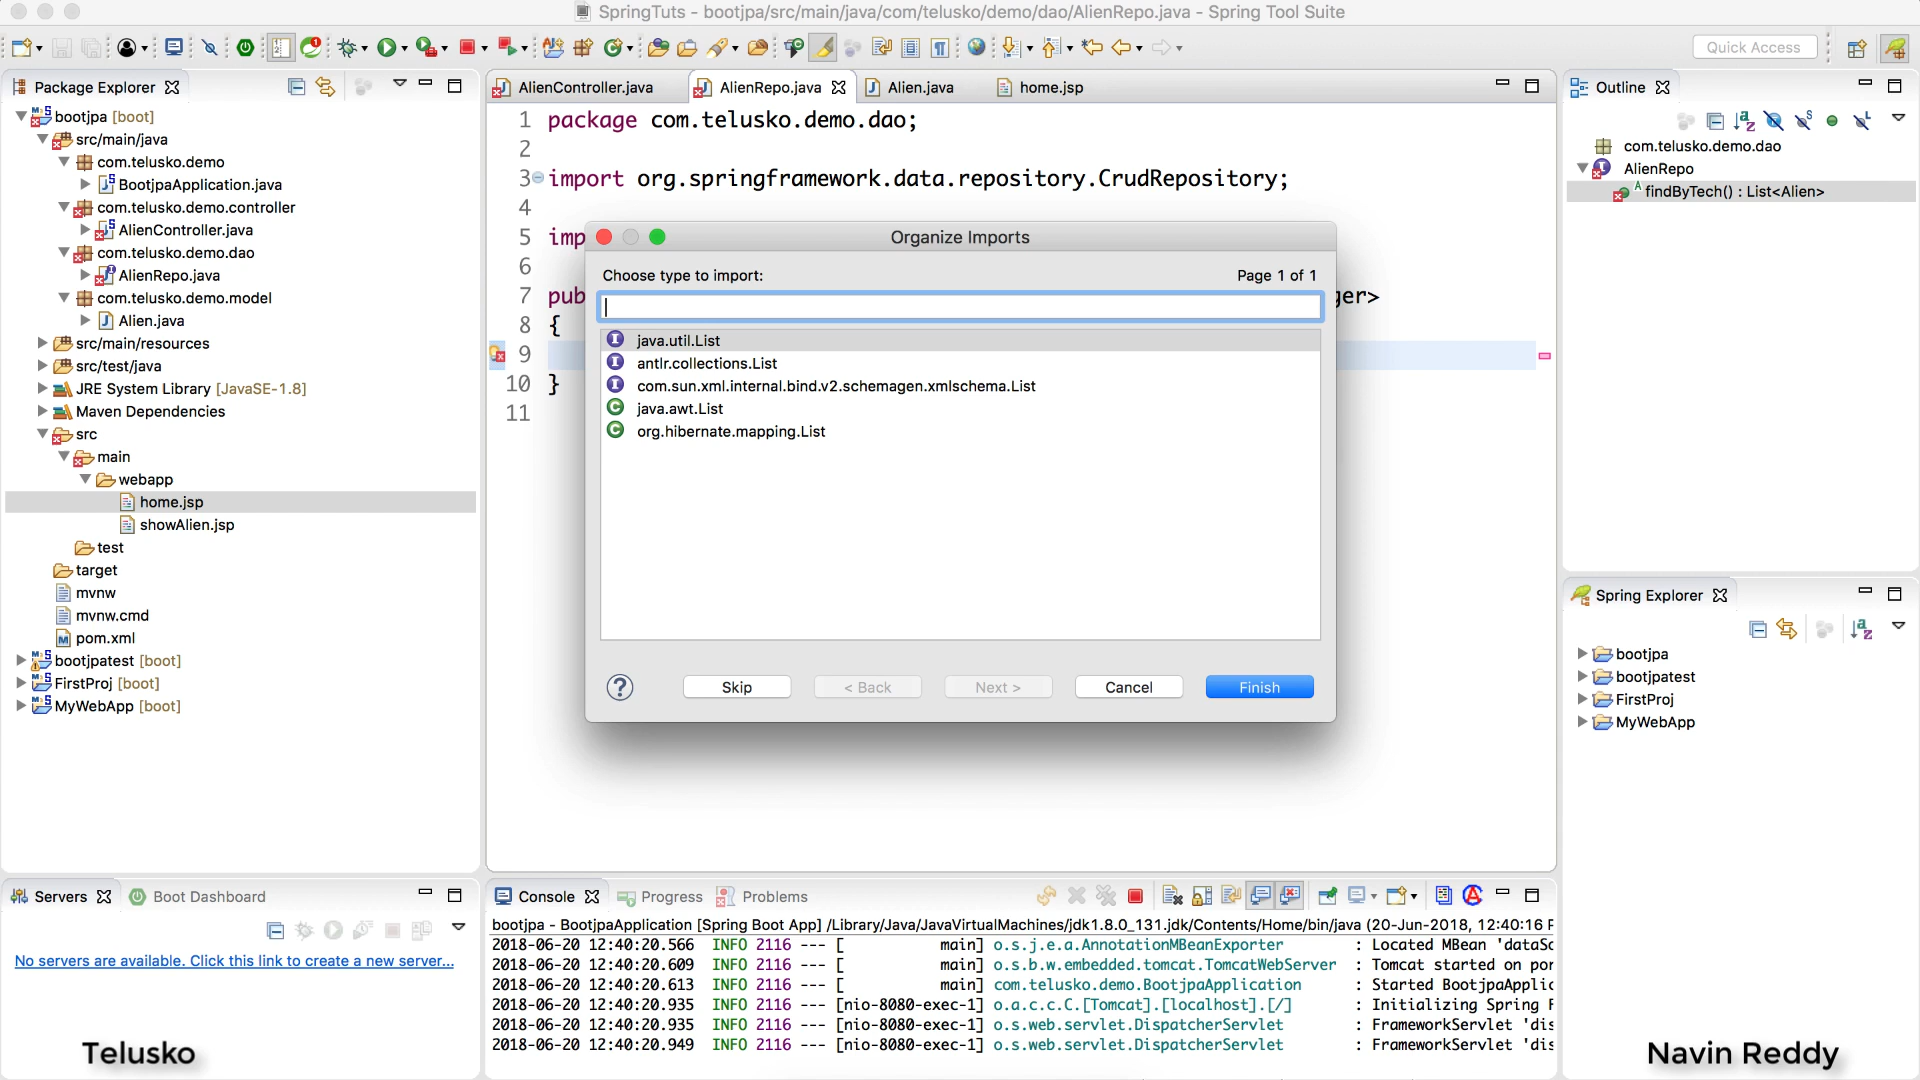 SpringTuts - bootjpa/src/main/java/com/telusko/demo/dao/AlienRepo.java - Spring Tool Suite
Quick Access
Package Explorer
bootjpa [boot]
src/main/java
com.telusko.demo
BootjpaApplication.java
com.telusko.demo.controller
AlienController.java
com.telusko.demo.dao
AlienRepo.java
com.telusko.demo.model
Alien.java
src/main/resources
src/test/java
JRE System Library [JavaSE-1.8]
Maven Dependencies
src
main
webapp
home.jsp
showAlien.jsp
test
target
mvnw
mvnw.cmd
pom.xml
bootjpatest [boot]
FirstProj [boot]
MyWebApp [boot]
AlienController.java
AlienRepo.java
Alien.java
home.jsp
1 package com.telusko.demo.dao;
2
3 import org.springframework.data.repository.CrudRepository;
4
5 imp
6
7 pub ger>
8 {
9
10 }
11
Organize Imports
Choose type to import:
Page 1 of 1
java.util.List
antlr.collections.List
com.sun.xml.internal.bind.v2.schemagen.xmlschema.List
java.awt.List
org.hibernate.mapping.List
?
Skip
< Back
Next >
Cancel
Finish
Outline
com.telusko.demo.dao
AlienRepo
findByTech() : List<Alien>
Spring Explorer
bootjpa
bootjpatest
FirstProj
MyWebApp
Servers
Boot Dashboard
No servers are available. Click this link to create a new server...
Console
Progress
Problems
bootjpa - BootjpaApplication [Spring Boot App] /Library/Java/JavaVirtualMachines/jdk1.8.0_131.jdk/Contents/Home/bin/java (20-Jun-2018, 12:40:16 P
2018-06-20 12:40:20.566 INFO 2116 --- [ main] o.s.j.e.a.AnnotationMBeanExporter : Located MBean 'dataSo
2018-06-20 12:40:20.609 INFO 2116 --- [ main] o.s.b.w.embedded.tomcat.TomcatWebServer : Tomcat started on por
2018-06-20 12:40:20.613 INFO 2116 --- [ main] com.telusko.demo.BootjpaApplication : Started BootjpaApplic
2018-06-20 12:40:20.935 INFO 2116 --- [nio-8080-exec-1] o.a.c.c.C.[Tomcat].[localhost].[/] : Initializing Spring F
2018-06-20 12:40:20.935 INFO 2116 --- [nio-8080-exec-1] o.s.web.servlet.DispatcherServlet : FrameworkServlet 'dis
2018-06-20 12:40:20.949 INFO 2116 --- [nio-8080-exec-1] o.s.web.servlet.DispatcherServlet : FrameworkServlet 'dis
Telusko
Navin Reddy